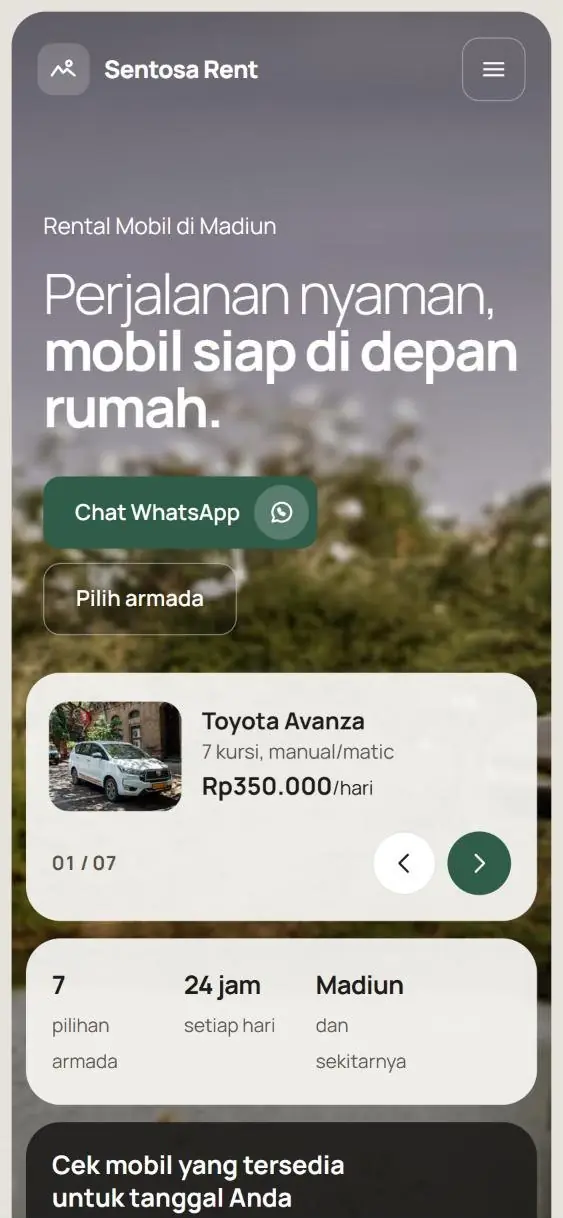 Sentosa Rent
Rental Mobil di Madiun
Perjalanan nyaman,
mobil siap di depan
rumah.
Chat WhatsApp
Pilih armada
Toyota Avanza
7 kursi, manual/matic
Rp350.000/hari
01 / 07
7
pilihan
armada
24 jam
setiap hari
Madiun
dan
sekitarnya
Cek mobil yang tersedia
untuk tanggal Anda